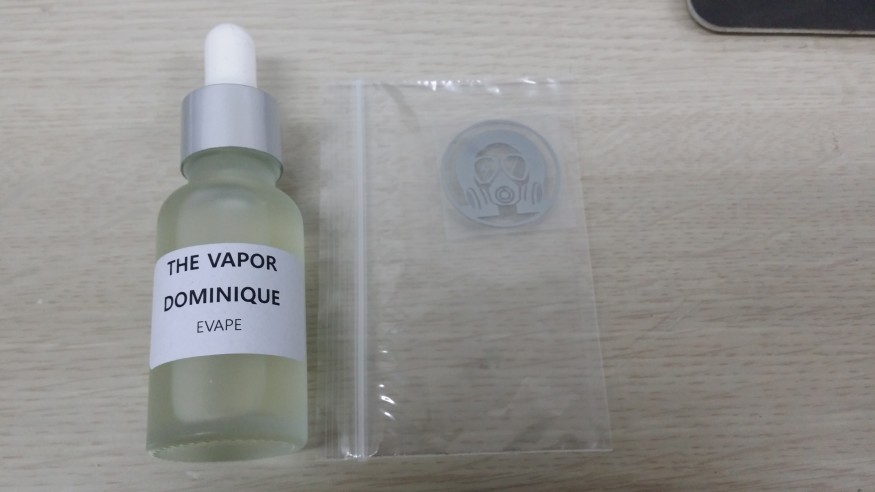 THE VAPOR
DOMINIQUE
EVAPE